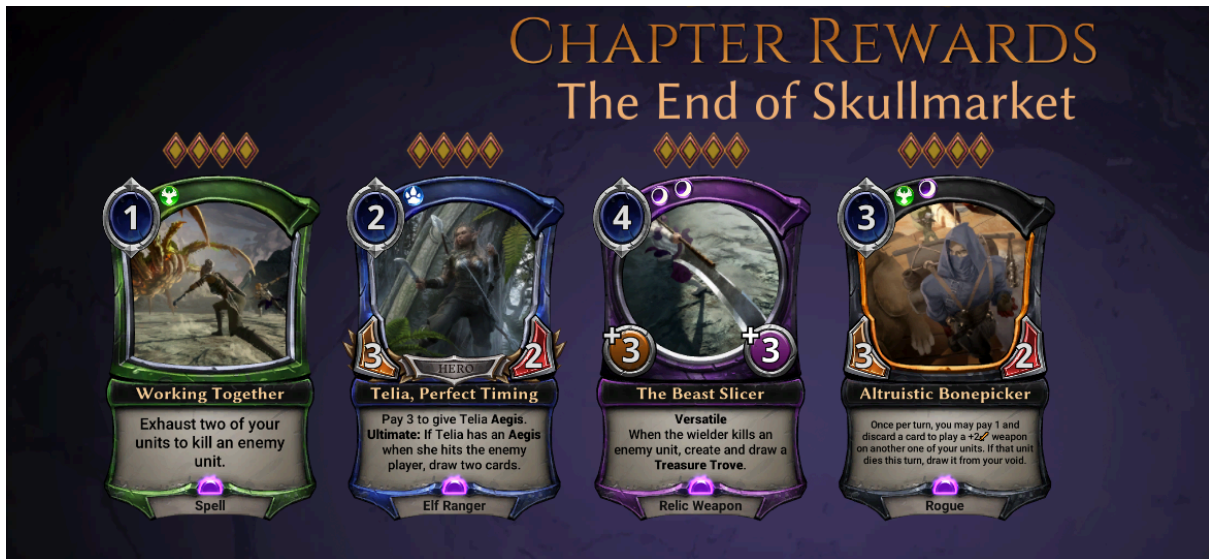 CHAPTER REWARDS
The End of Skullmarket
1
Working Together
Exhaust two of your
units to kill an enemy
unit.
Spell
2
3
HERO
2
Telia, Perfect Timing
Pay 3 to give Telia Aegis.
Ultimate: If Telia has an Aegis
when she hits the enemy
player, draw two cards.
Elf Ranger
4
+3
+3
The Beast Slicer
Versatile
When the wielder kills an
enemy unit, create and draw a
Treasure Trove.
Relic Weapon
3
3
2
Altruistic Bonepicker
Once per turn, you may pay 1 and
discard a card to play a +2 weapon
on another one of your units. If that unit
dies this turn, draw it from your void.
Rogue